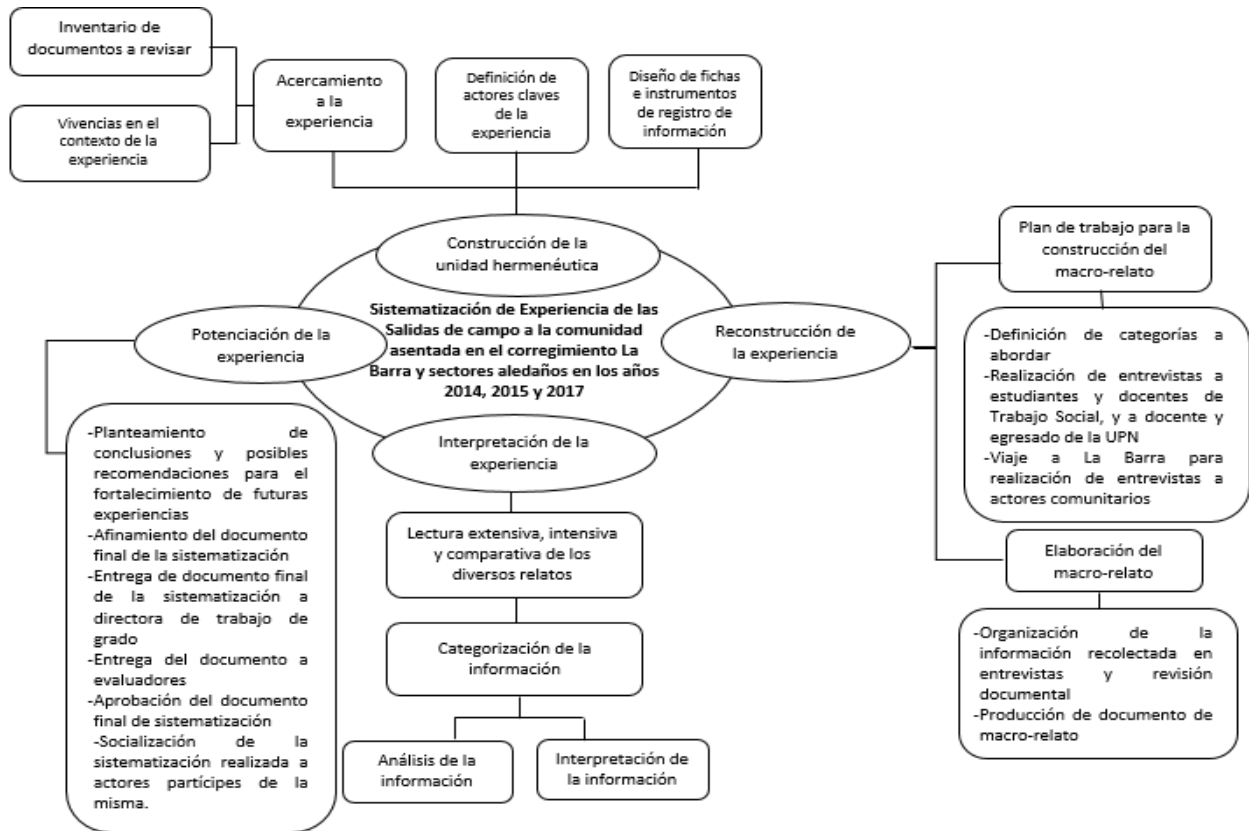 Inventario de
documentos a revisar
Vivencias en el
contexto de la
experiencia
Acercamiento
a la
experiencia
Definición de
actores claves
de la
experiencia
Diseño de fichas
e instrumentos
de registro de
información
Construcción de la
unidad hermenéutica
Sistematización de Experiencia de las
Salidas de campo a la comunidad
asentada en el corregimiento La
Barra y sectores aledaños en los años
2014, 2015 y 2017
Potenciación de la
experiencia
Reconstrucción de
la experiencia
Interpretación de la
experiencia
Plan de trabajo para la
construcción del
macro-relato
-Definición de categorías a
abordar
-Realización de entrevistas a
estudiantes y docentes de
Trabajo Social, y a docente y
egresado de la UPN
-Viaje a La Barra para
realización de entrevistas a
actores comunitarios
Elaboración del
macro-relato
-Organización de la
información recolectada en
entrevistas y revisión
documental
-Producción de documento de
macro-relato
Lectura extensiva, intensiva
y comparativa de los
diversos relatos
Categorización de la
información
Análisis de la
información
Interpretación de
la información
-Planteamiento de
conclusiones y posibles
recomendaciones para el
fortalecimiento de futuras
experiencias
-Afinamiento del documento
final de la sistematización
-Entrega de documento final
de la sistematización a
directora de trabajo de
grado
-Entrega del documento a
evaluadores
-Aprobación del documento
final de sistematización
-Socialización de la
sistematización realizada a
actores partícipes de la
misma.